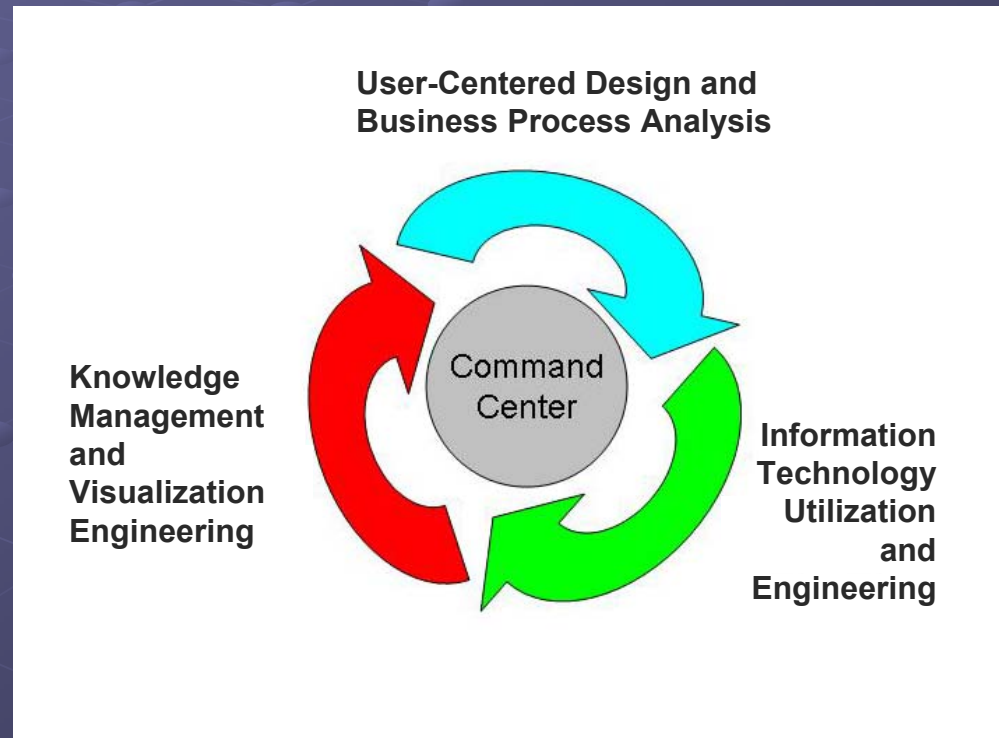 User-Centered Design and
Business Process Analysis
Command
Center
Knowledge
Management
and
Visualization
Engineering
Information
Technology
Utilization
and
Engineering